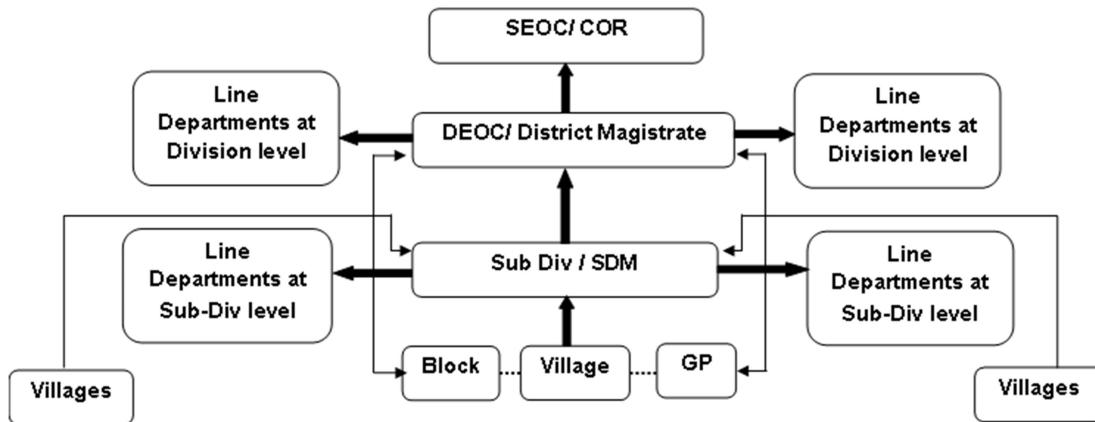 SEOC/ COR
Line
Departments at
Division level
DEOC/ District Magistrate
Line
Departments at
Division level
Line
Departments at
Sub-Div level
Sub Div / SDM
Line
Departments at
Sub-Div level
Villages
Block
Village
GP
Villages